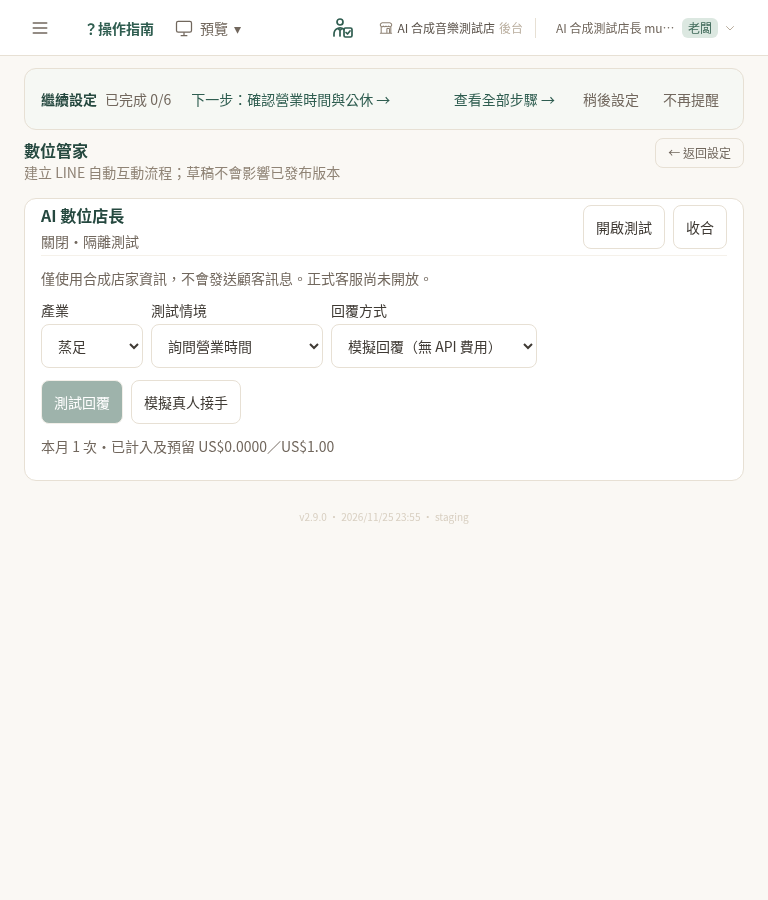 ？操作指南 預覽 ▾ AI 合成音樂測試店 後台 AI 合成測試店長 mu… 老闆
繼續設定 已完成 0/6 下一步：確認營業時間與公休 → 查看全部步驟 → 稍後設定 不再提醒
數位管家
← 返回設定
建立 LINE 自動互動流程；草稿不會影響已發布版本
AI 數位店長
關閉・隔離測試
開啟測試 收合
僅使用合成店家資訊，不會發送顧客訊息。正式客服尚未開放。
產業 測試情境 回覆方式
蒸足 詢問營業時間 模擬回覆（無 API 費用）
測試回覆 模擬真人接手
本月 1 次・已計入及預留 US$0.0000／US$1.00
v2.9.0 ・ 2026/11/25 23:55 ・ staging